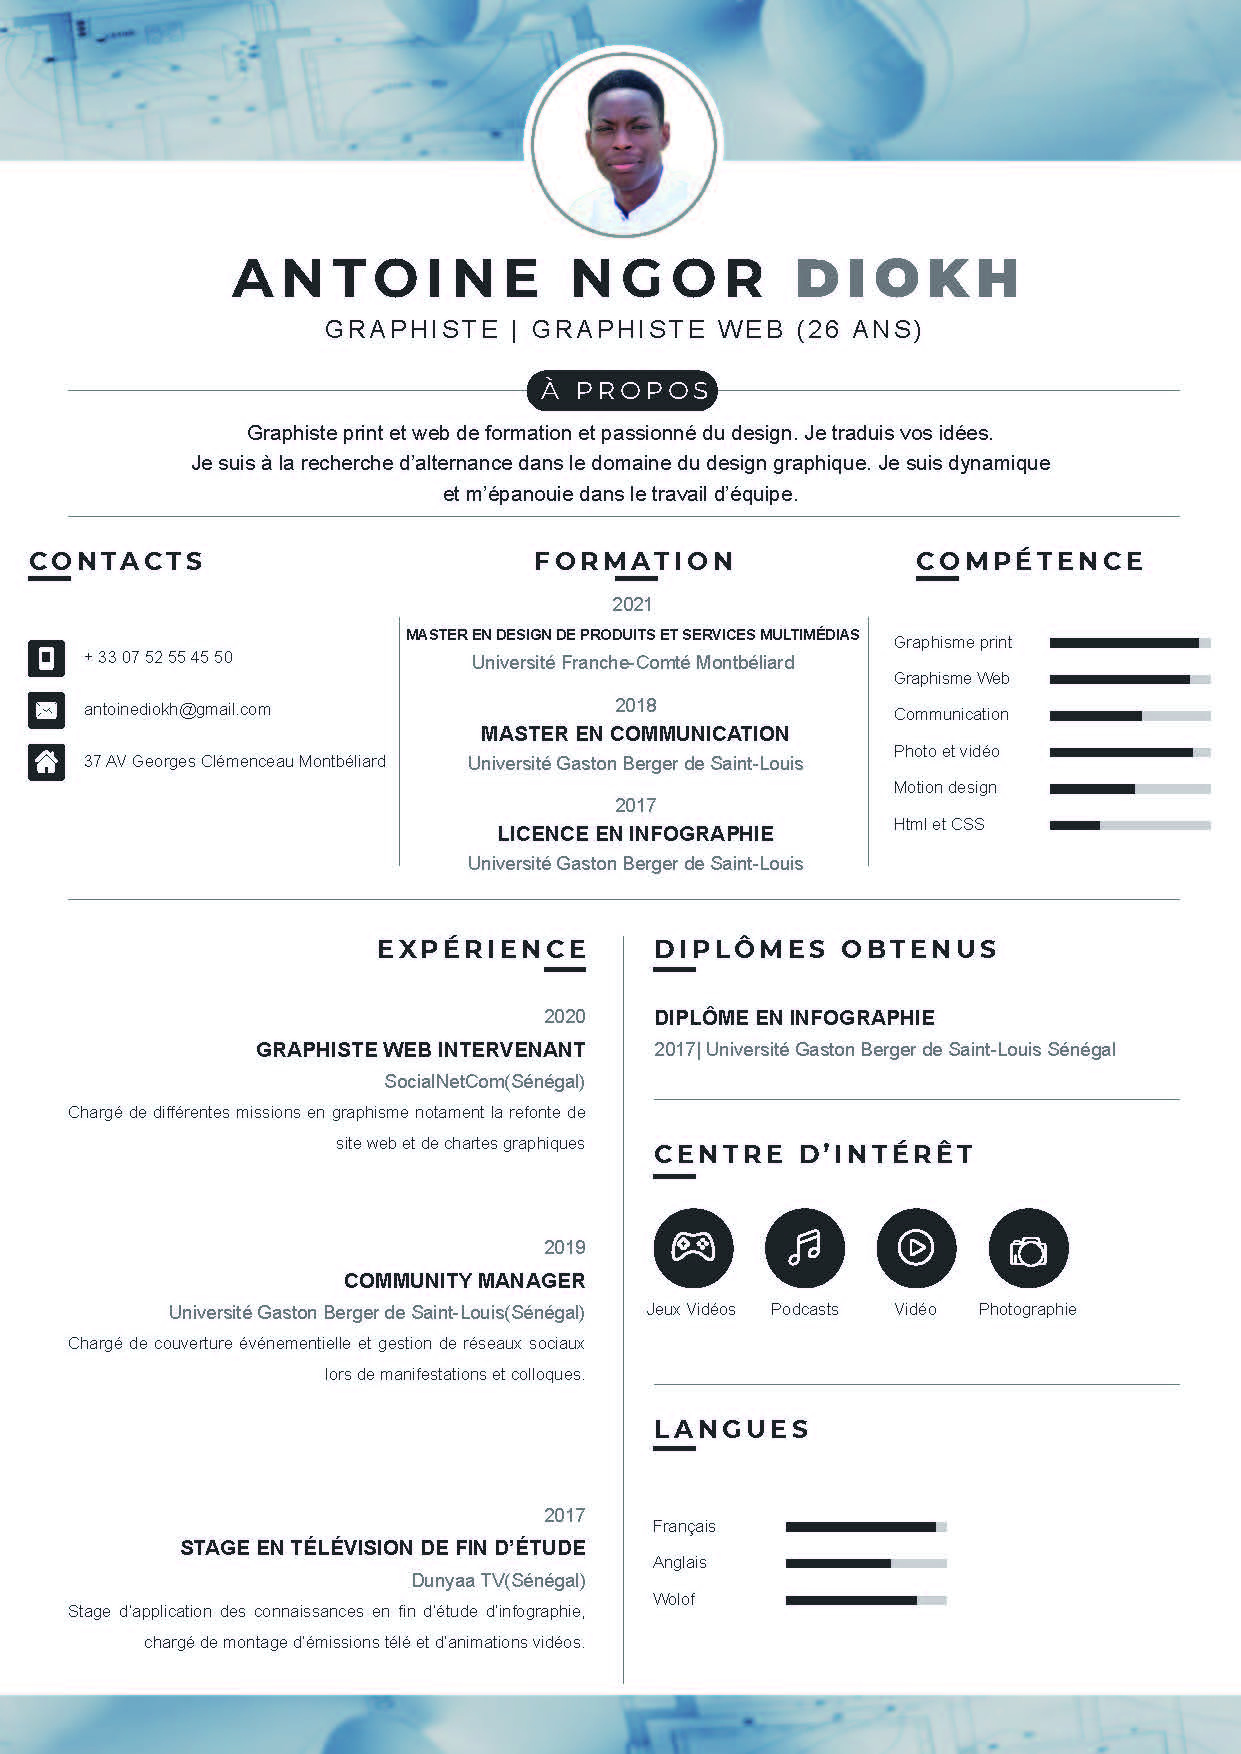 ANTOINE NGOR DIOKH
GRAPHISTE | GRAPHISTE WEB (26 ANS)
À PROPOS
Graphiste print et web de formation et passionné du design. Je traduis vos idées.
Je suis à la recherche d'alternance dans le domaine du design graphique. Je suis dynamique
et m'épanouie dans le travail d'équipe.
CONTACTS
+ 33 07 52 55 45 50
antoinediokh@gmail.com
37 AV Georges Clémenceau Montbéliard
FORMATION
2021
MASTER EN DESIGN DE PRODUITS ET SERVICES MULTIMÉDIAS
Université Franche-Comté Montbéliard
2018
MASTER EN COMMUNICATION
Université Gaston Berger de Saint-Louis
2017
LICENCE EN INFOGRAPHIE
Université Gaston Berger de Saint-Louis
COMPÉTENCE
Graphisme print
Graphisme Web
Communication
Photo et vidéo
Motion design
Html et CSS
EXPÉRIENCE
2020
GRAPHISTE WEB INTERVENANT
SocialNetCom(Sénégal)
Chargé de différentes missions en graphisme notament la refonte de
site web et de chartes graphiques
2019
COMMUNITY MANAGER
Université Gaston Berger de Saint-Louis(Sénégal)
Chargé de couverture événementielle et gestion de réseaux sociaux
lors de manifestations et colloques.
2017
STAGE EN TÉLÉVISION DE FIN D'ÉTUDE
Dunyaa TV(Sénégal)
Stage d'application des connaissances en fin d'étude d'infographie,
chargé de montage d'émissions télé et d'animations vidéos.
DIPLÔMES OBTENUS
DIPLÔME EN INFOGRAPHIE
2017| Université Gaston Berger de Saint-Louis Sénégal
CENTRE D'INTÉRÊT
Jeux Vidéos
Podcasts
Vidéo
Photographie
LANGUES
Français
Anglais
Wolof